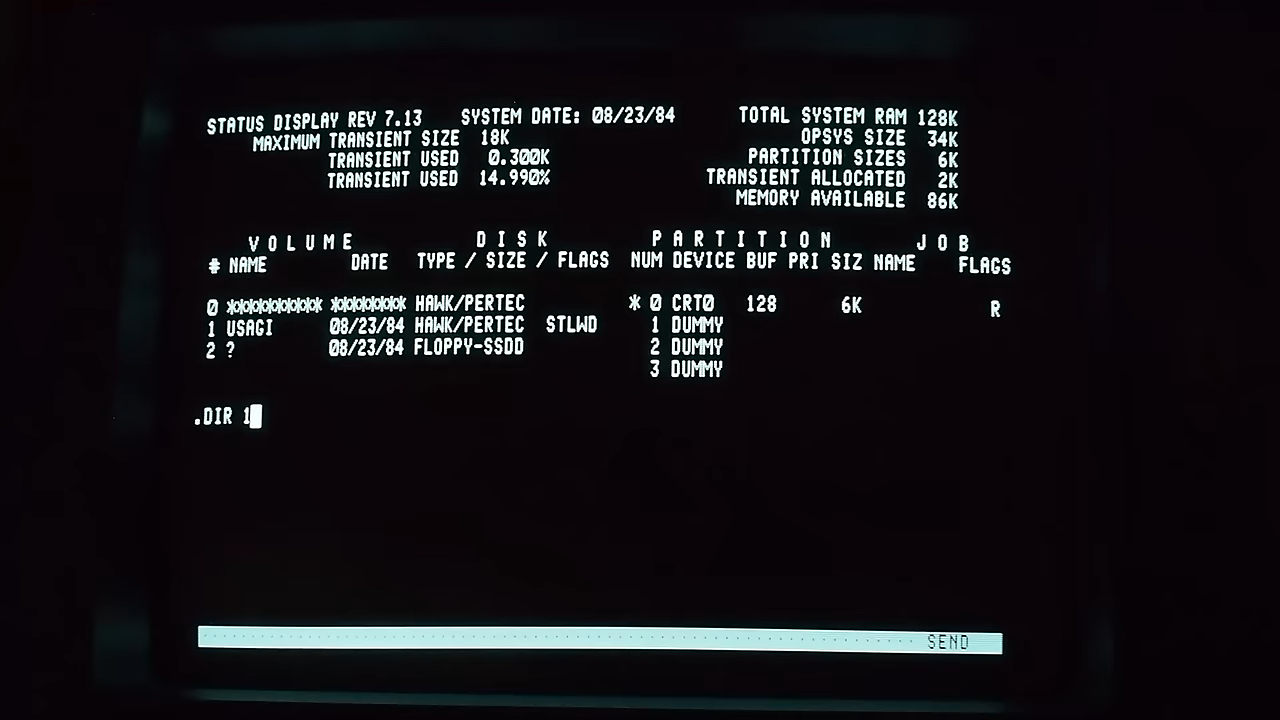 STATUS DISPLAY REV 7.13 SYSTEM DATE: 08/23/84 TOTAL SYSTEM RAM 128K
MAXIMUM TRANSIENT SIZE 18K OPSYS SIZE 34K
TRANSIENT USED 0.300K PARTITION SIZES 6K
TRANSIENT USED 14.990% TRANSIENT ALLOCATED 2K
MEMORY AVAILABLE 86K
V O L U M E D I S K P A R T I T I O N J O B
# NAME DATE TYPE / SIZE / FLAGS NUM DEVICE BUF PRI SIZ NAME FLAGS
0 ********** ******** HAWK/PERTEC * 0 CRT0 128 6K R
1 USAGI 08/23/84 HAWK/PERTEC STLWD 1 DUMMY
2 ? 08/23/84 FLOPPY-SSDD 2 DUMMY
3 DUMMY
.DIR 1
SEND